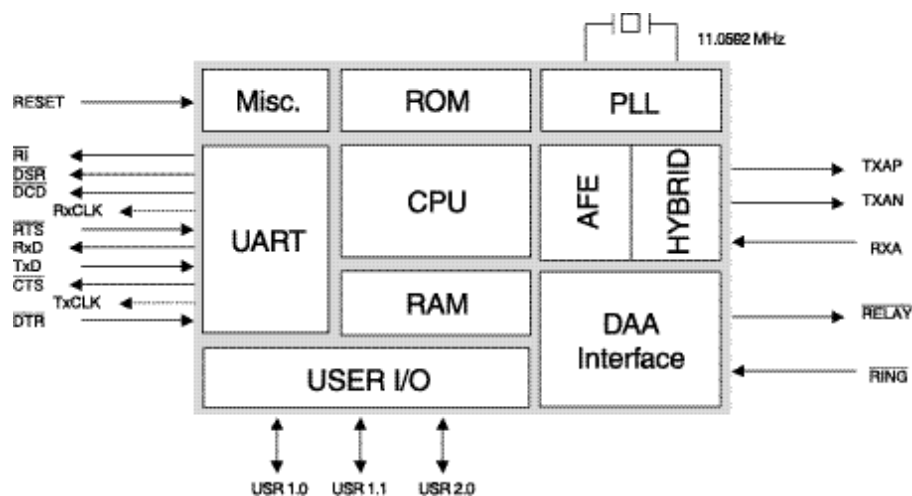 11.0592 MHz
Misc.
ROM
PLL
RESET
RI
DSR
DCD
RxCLK
RTS
RxD
TxD
CTS
TxCLK
DTR
UART
CPU
AFE
HYBRID
TXAP
TXAN
RXA
RAM
DAA
Interface
RELAY
RING
USER I/O
USR 1.0
USR 1.1
USR 2.0